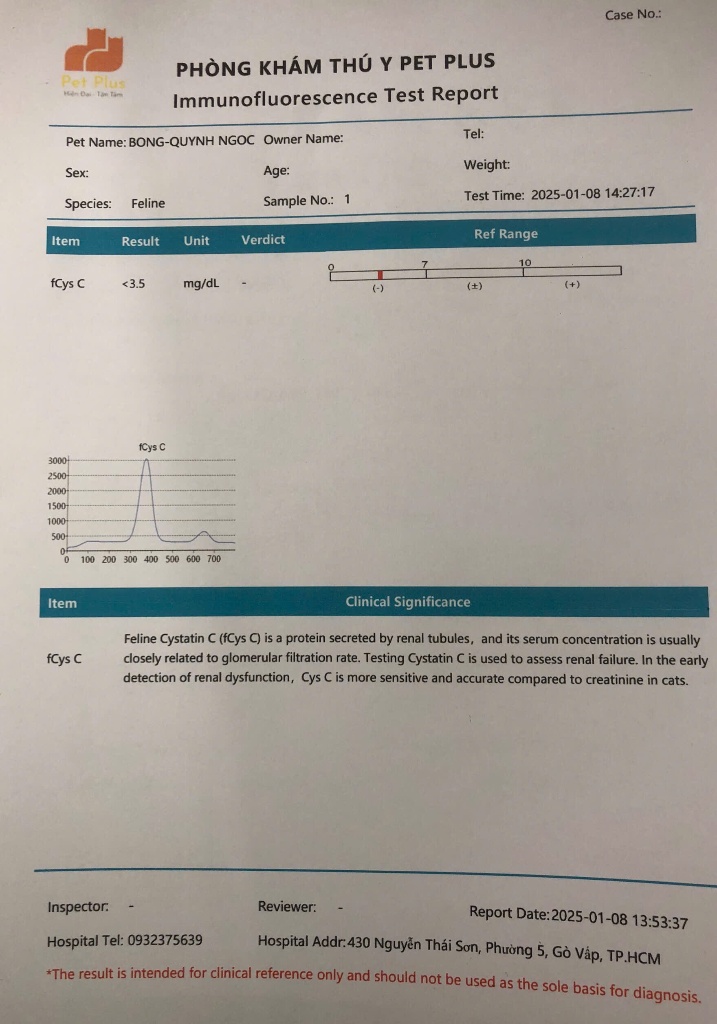 Case No.:
Pet Plus
Hiện Đại - Tận Tâm
PHÒNG KHÁM THÚ Y PET PLUS
Immunofluorescence Test Report
Pet Name: BONG-QUYNH NGOC Owner Name: Tel:
Sex: Age: Weight:
Species: Feline Sample No.: 1 Test Time: 2025-01-08 14:27:17
Item Result Unit Verdict Ref Range
0 7 10
fCys C <3.5 mg/dL -
(-) (±) (+)
fCys C
3000
2500
2000
1500
1000
500
0
0 100 200 300 400 500 600 700
Item Clinical Significance
Feline Cystatin C (fCys C) is a protein secreted by renal tubules, and its serum concentration is usually
fCys C closely related to glomerular filtration rate. Testing Cystatin C is used to assess renal failure. In the early
detection of renal dysfunction, Cys C is more sensitive and accurate compared to creatinine in cats.
Inspector: - Reviewer: - Report Date:2025-01-08 13:53:37
Hospital Tel: 0932375639 Hospital Addr:430 Nguyễn Thái Sơn, Phường 5, Gò Vấp, TP.HCM
*The result is intended for clinical reference only and should not be used as the sole basis for diagnosis.